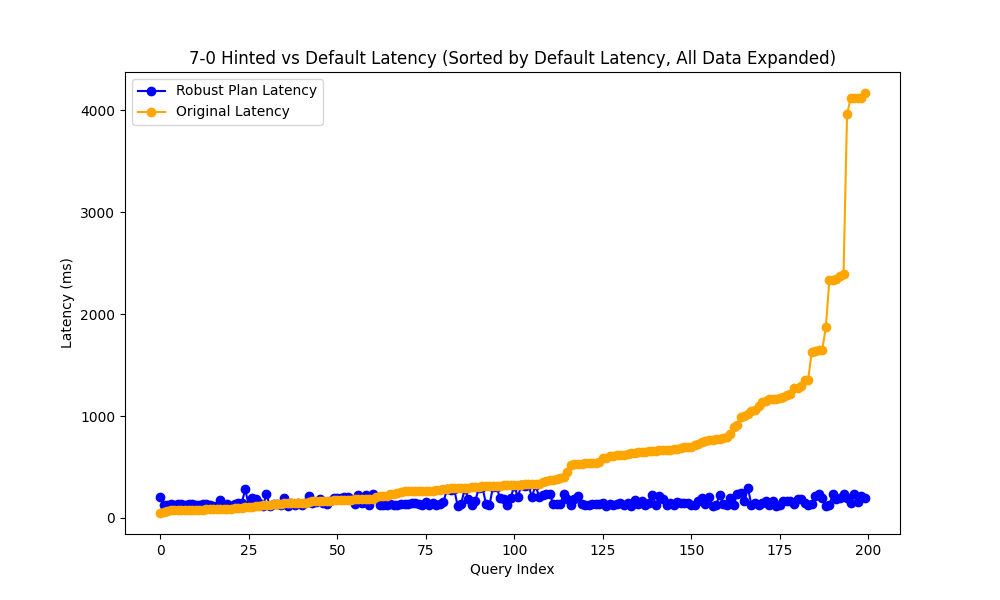 7-0 Hinted vs Default Latency (Sorted by Default Latency, All Data Expanded)
Robust Plan Latency
Original Latency
Latency (ms)
4000
3000
2000
1000
0
0 25 50 75 100 125 150 175 200
Query Index